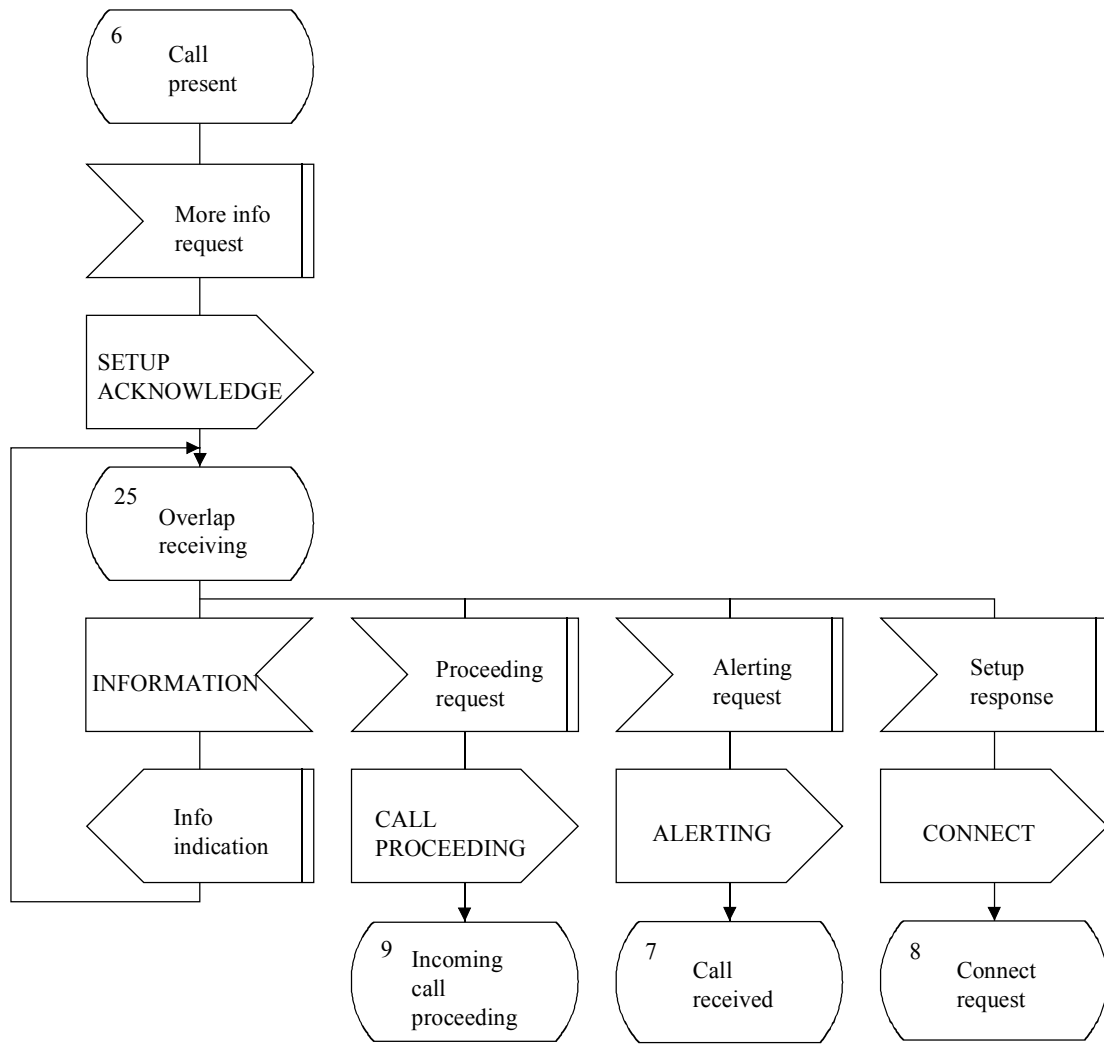 6
Call
present
More info
request
SETUP
ACKNOWLEDGE
25
Overlap
receiving
INFORMATION
Proceeding
request
Alerting
request
Setup
response
Info
indication
CALL
PROCEEDING
ALERTING
CONNECT
9
Incoming
call
proceeding
7
Call
received
8
Connect
request